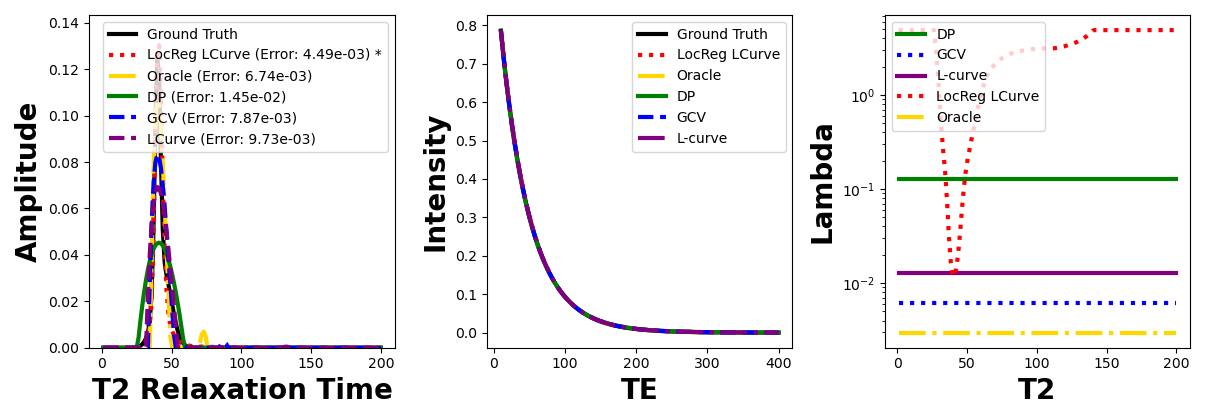 Amplitude
0.14
0.12
0.10
0.08
0.06
0.04
0.02
0.00
Ground Truth
LocReg LCurve (Error: 4.49e-03) *
Oracle (Error: 6.74e-03)
DP (Error: 1.45e-02)
GCV (Error: 7.87e-03)
LCurve (Error: 9.73e-03)
0 50 100 150 200
T2 Relaxation Time
Intensity
0.8
0.7
0.6
0.5
0.4
0.3
0.2
0.1
0.0
Ground Truth
LocReg LCurve
Oracle
DP
GCV
L-curve
0 100 200 300 400
TE
Lambda
10⁰
10⁻¹
10⁻²
DP
GCV
L-curve
LocReg LCurve
Oracle
0 50 100 150 200
T2